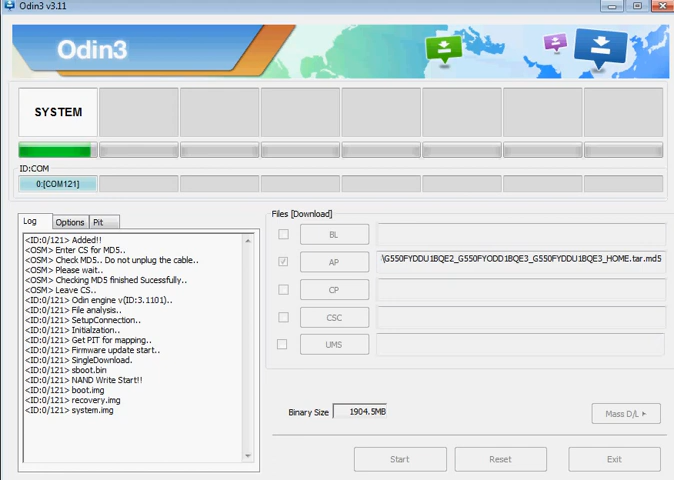 Odin3 v3.11
Odin3
SYSTEM
ID:COM
0:[COM121]
Log
Options
Pit
<ID:0/121> Added!!
<OSM> Enter CS for MD5..
<OSM> Check MD5.. Do not unplug the cable..
<OSM> Please wait..
<OSM> Checking MD5 finished Sucessfully..
<OSM> Leave CS..
<ID:0/121> Odin engine v(ID:3.1101)..
<ID:0/121> File analysis..
<ID:0/121> SetupConnection..
<ID:0/121> Initialzation..
<ID:0/121> Get PIT for mapping..
<ID:0/121> Firmware update start..
<ID:0/121> SingleDownload.
<ID:0/121> sboot.bin
<ID:0/121> NAND Write Start!!
<ID:0/121> boot.img
<ID:0/121> recovery.img
<ID:0/121> system.img
Files [Download]
BL
AP
\G550FYDDU1BQE2_G550FYODD1BQE3_G550FYDDU1BQE3_HOME.tar.md5
CP
CSC
UMS
Binary Size
1904.5MB
Mass D/L
Start
Reset
Exit